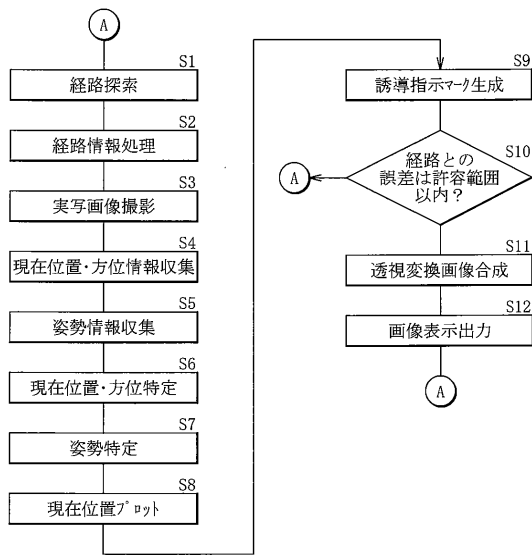 A
S1
経路探索
S2
経路情報処理
S3
実写画像撮影
S4
現在位置・方位情報収集
S5
姿勢情報収集
S6
現在位置・方位特定
S7
姿勢特定
S8
現在位置プロット
S9
誘導指示マーク生成
S10
経路との
誤差は許容範囲
以内？
A
S11
透視変換画像合成
S12
画像表示出力
A